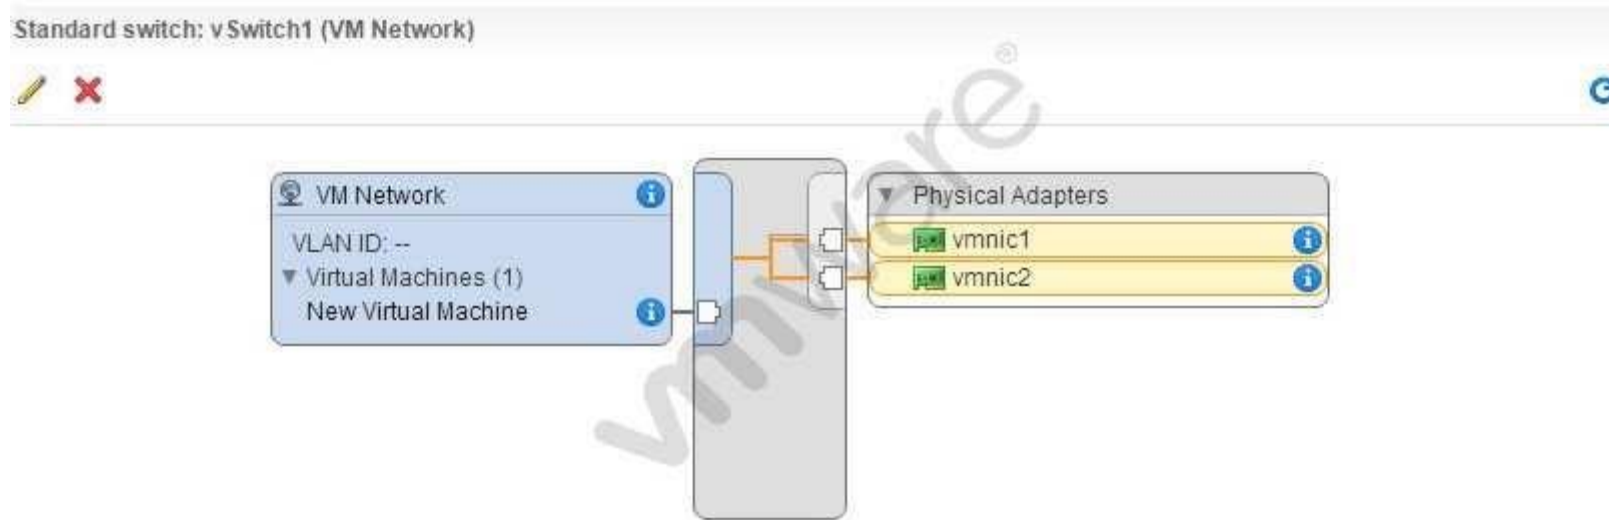 Standard switch: vSwitch1 (VM Network)
VM Network
VLAN ID: --
Virtual Machines (1)
New Virtual Machine
Physical Adapters
vmnic1
vmnic2
vmware®